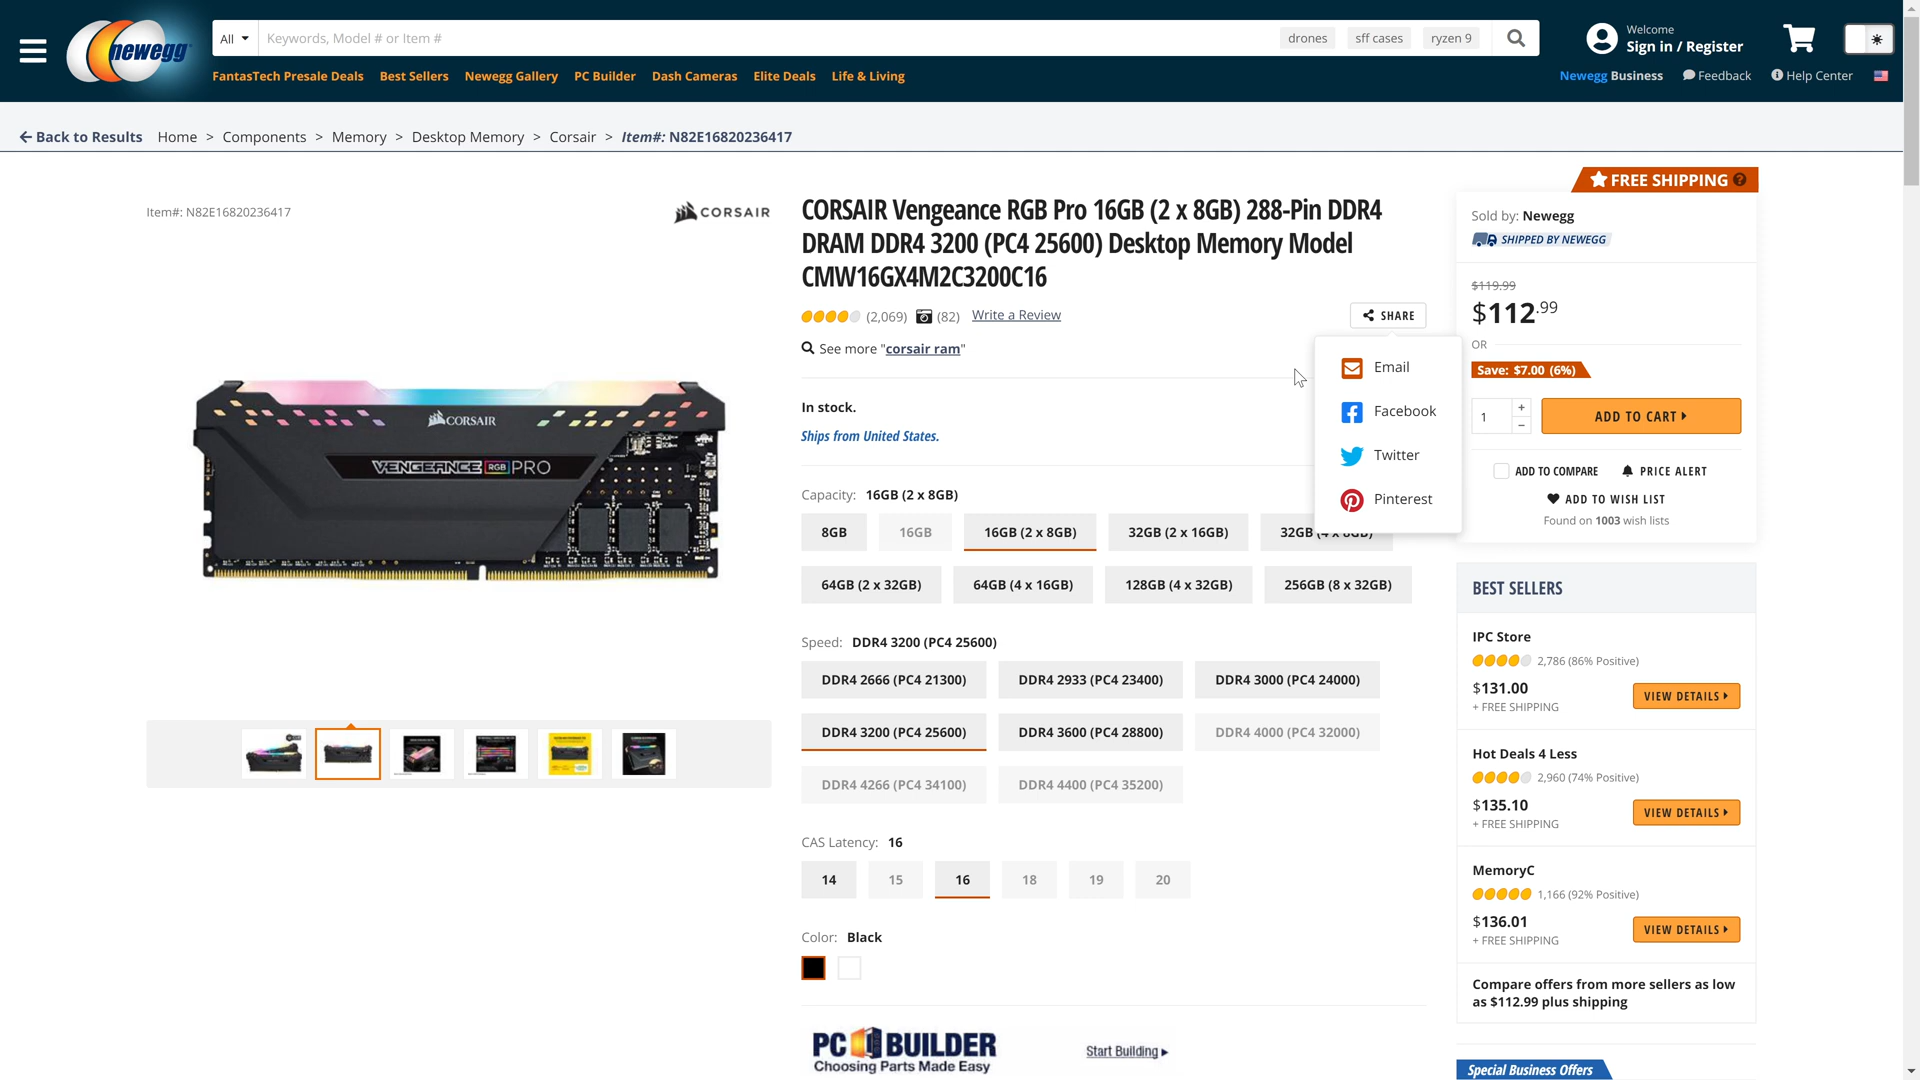 newegg
All
Keywords, Model # or Item #
drones
sff cases
ryzen 9
Welcome
Sign in / Register
FantasTech Presale Deals
Best Sellers
Newegg Gallery
PC Builder
Dash Cameras
Elite Deals
Life & Living
Newegg Business
Feedback
Help Center
Back to Results
Home > Components > Memory > Desktop Memory > Corsair > Item#: N82E16820236417
Item#: N82E16820236417
CORSAIR
CORSAIR
VENGEANCE RGB PRO
CORSAIR Vengeance RGB Pro 16GB (2 x 8GB) 288-Pin DDR4
DRAM DDR4 3200 (PC4 25600) Desktop Memory Model
CMW16GX4M2C3200C16
(2,069) (82) Write a Review
SHARE
See more "corsair ram"
Email
Facebook
Twitter
Pinterest
In stock.
Ships from United States.
Capacity: 16GB (2 x 8GB)
8GB
16GB
16GB (2 x 8GB)
32GB (2 x 16GB)
32GB (4 x 8GB)
64GB (2 x 32GB)
64GB (4 x 16GB)
128GB (4 x 32GB)
256GB (8 x 32GB)
Speed: DDR4 3200 (PC4 25600)
DDR4 2666 (PC4 21300)
DDR4 2933 (PC4 23400)
DDR4 3000 (PC4 24000)
DDR4 3200 (PC4 25600)
DDR4 3600 (PC4 28800)
DDR4 4000 (PC4 32000)
DDR4 4266 (PC4 34100)
DDR4 4400 (PC4 35200)
CAS Latency: 16
14
15
16
18
19
20
Color: Black
PC BUILDER
Choosing Parts Made Easy
Start Building
FREE SHIPPING
Sold by: Newegg
SHIPPED BY NEWEGG
$119.99
$112.99
OR
Save: $7.00 (6%)
1
+
−
ADD TO CART
ADD TO COMPARE
PRICE ALERT
ADD TO WISH LIST
Found on 1003 wish lists
BEST SELLERS
IPC Store
2,786 (86% Positive)
$131.00
+ FREE SHIPPING
VIEW DETAILS
Hot Deals 4 Less
2,960 (74% Positive)
$135.10
+ FREE SHIPPING
VIEW DETAILS
MemoryC
1,166 (92% Positive)
$136.01
+ FREE SHIPPING
VIEW DETAILS
Compare offers from more sellers as low
as $112.99 plus shipping
Special Business Offers